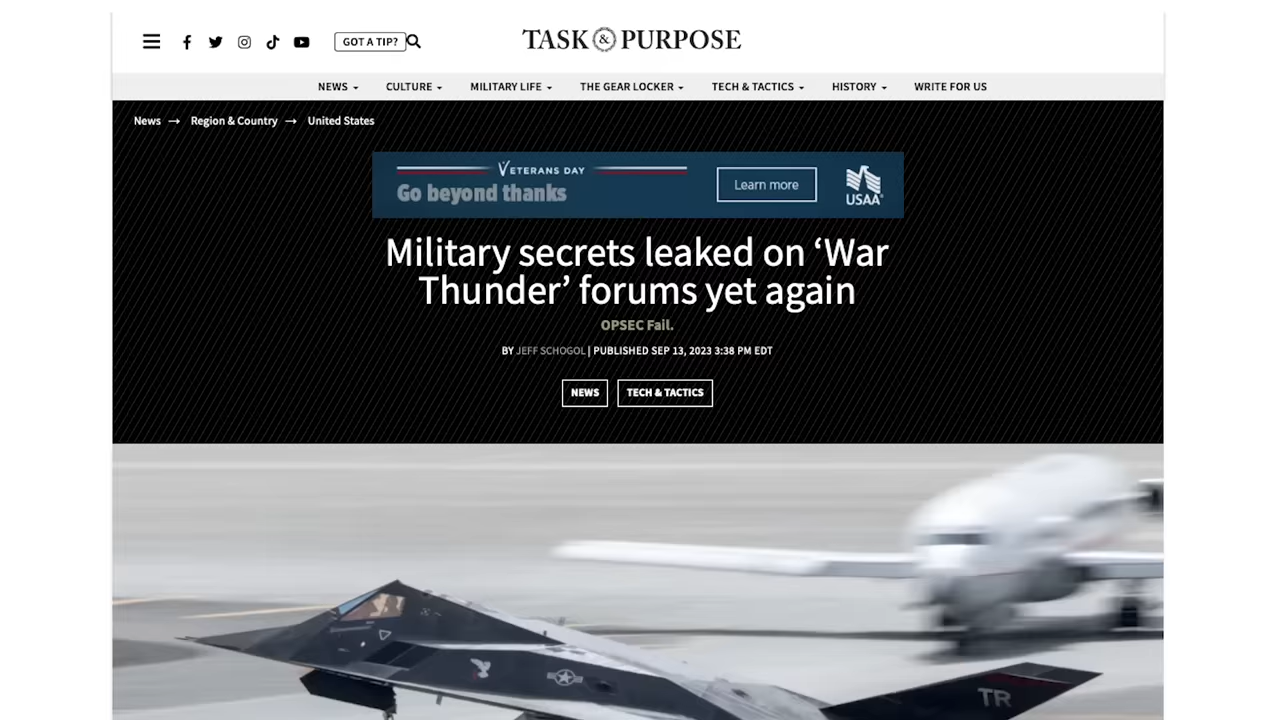 GOT A TIP?
TASK & PURPOSE
NEWS
CULTURE
MILITARY LIFE
THE GEAR LOCKER
TECH & TACTICS
HISTORY
WRITE FOR US
News → Region & Country → United States
VETERANS DAY
Go beyond thanks
Learn more
USAA®
Military secrets leaked on ‘War
Thunder’ forums yet again
OPSEC Fail.
BY JEFF SCHOGOL | PUBLISHED SEP 13, 2023 3:38 PM EDT
NEWS
TECH & TACTICS
TR